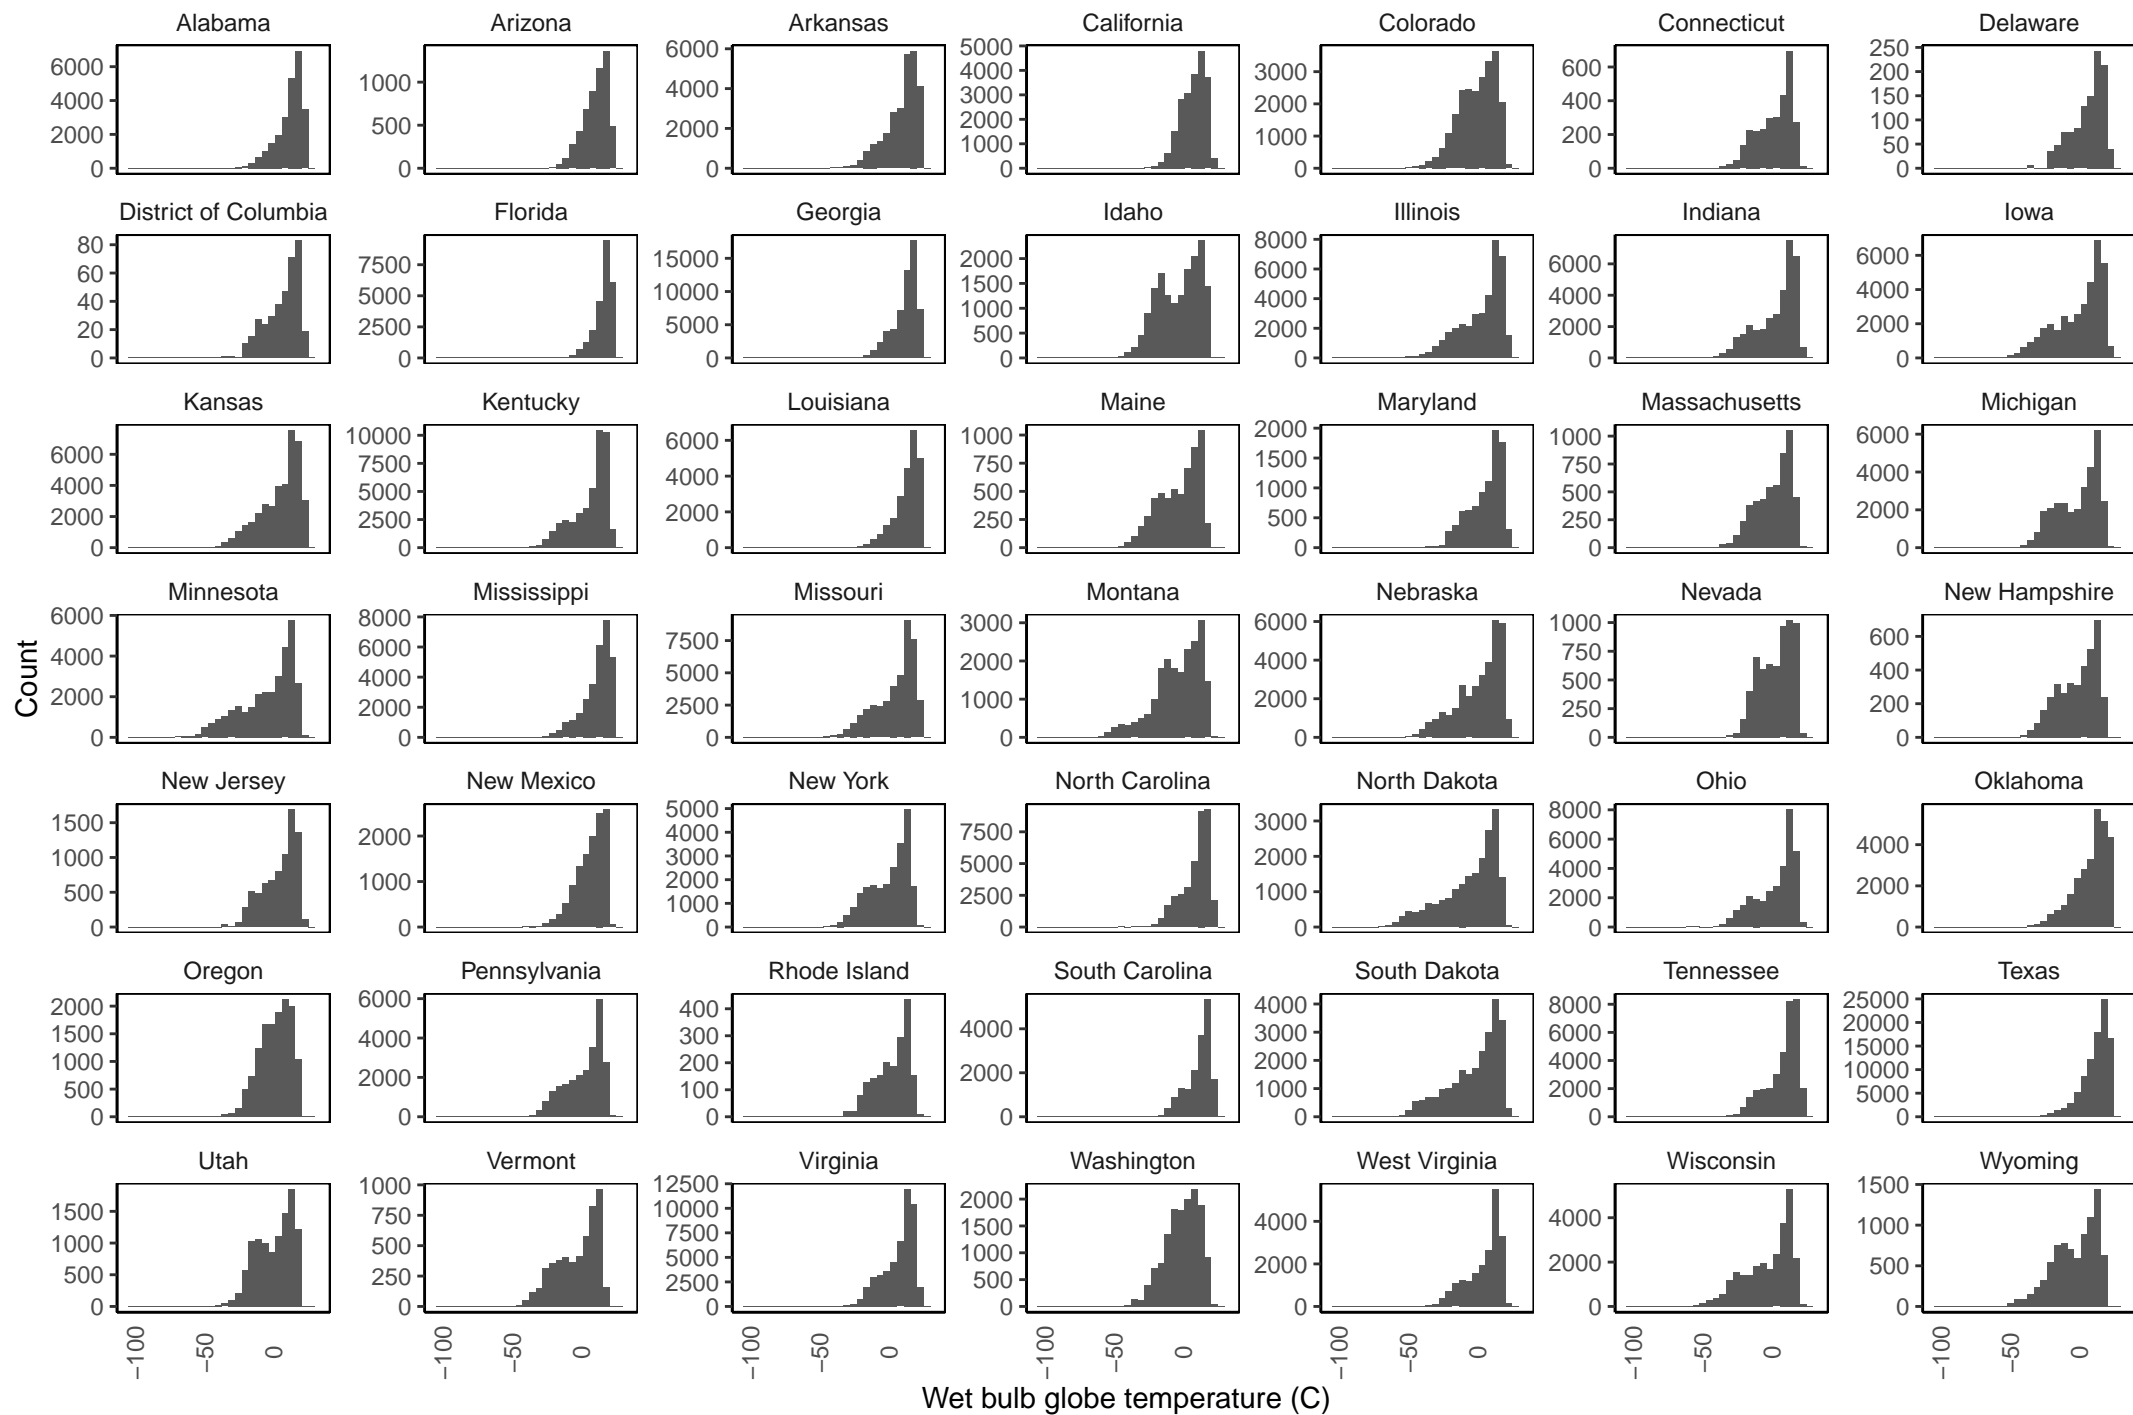 Alabama Arizona Arkansas California Colorado Connecticut Delaware
6000 4000 2000 0
1000 500 0
6000 4000 2000 0
5000 4000 3000 2000 1000 0
3000 2000 1000 0
600 400 200 0
250 200 150 100 50 0
District of Columbia Florida Georgia Idaho Illinois Indiana Iowa
80 60 40 20 0
7500 5000 2500 0
15000 10000 5000 0
2000 1500 1000 500 0
8000 6000 4000 2000 0
6000 4000 2000 0
6000 4000 2000 0
Kansas Kentucky Louisiana Maine Maryland Massachusetts Michigan
6000 4000 2000 0
10000 7500 5000 2500 0
6000 4000 2000 0
1000 750 500 250 0
2000 1500 1000 500 0
1000 750 500 250 0
6000 4000 2000 0
Minnesota Mississippi Missouri Montana Nebraska Nevada New Hampshire
6000 4000 2000 0
8000 6000 4000 2000 0
7500 5000 2500 0
3000 2000 1000 0
6000 4000 2000 0
1000 750 500 250 0
600 400 200 0
Count
New Jersey New Mexico New York North Carolina North Dakota Ohio Oklahoma
1500 1000 500 0
2000 1000 0
5000 4000 3000 2000 1000 0
7500 5000 2500 0
3000 2000 1000 0
8000 6000 4000 2000 0
4000 2000 0
Oregon Pennsylvania Rhode Island South Carolina South Dakota Tennessee Texas
2000 1500 1000 500 0
6000 4000 2000 0
400 300 200 100 0
4000 2000 0
4000 3000 2000 1000 0
8000 6000 4000 2000 0
25000 20000 15000 10000 5000 0
Utah Vermont Virginia Washington West Virginia Wisconsin Wyoming
1500 1000 500 0
1000 750 500 250 0
12500 10000 7500 5000 2500 0
2000 1500 1000 500 0
4000 2000 0
4000 2000 0
1500 1000 500 0
−100 −50 0 −100 −50 0 −100 −50 0 −100 −50 0 −100 −50 0 −100 −50 0 −100 −50 0
Wet bulb globe temperature (C)